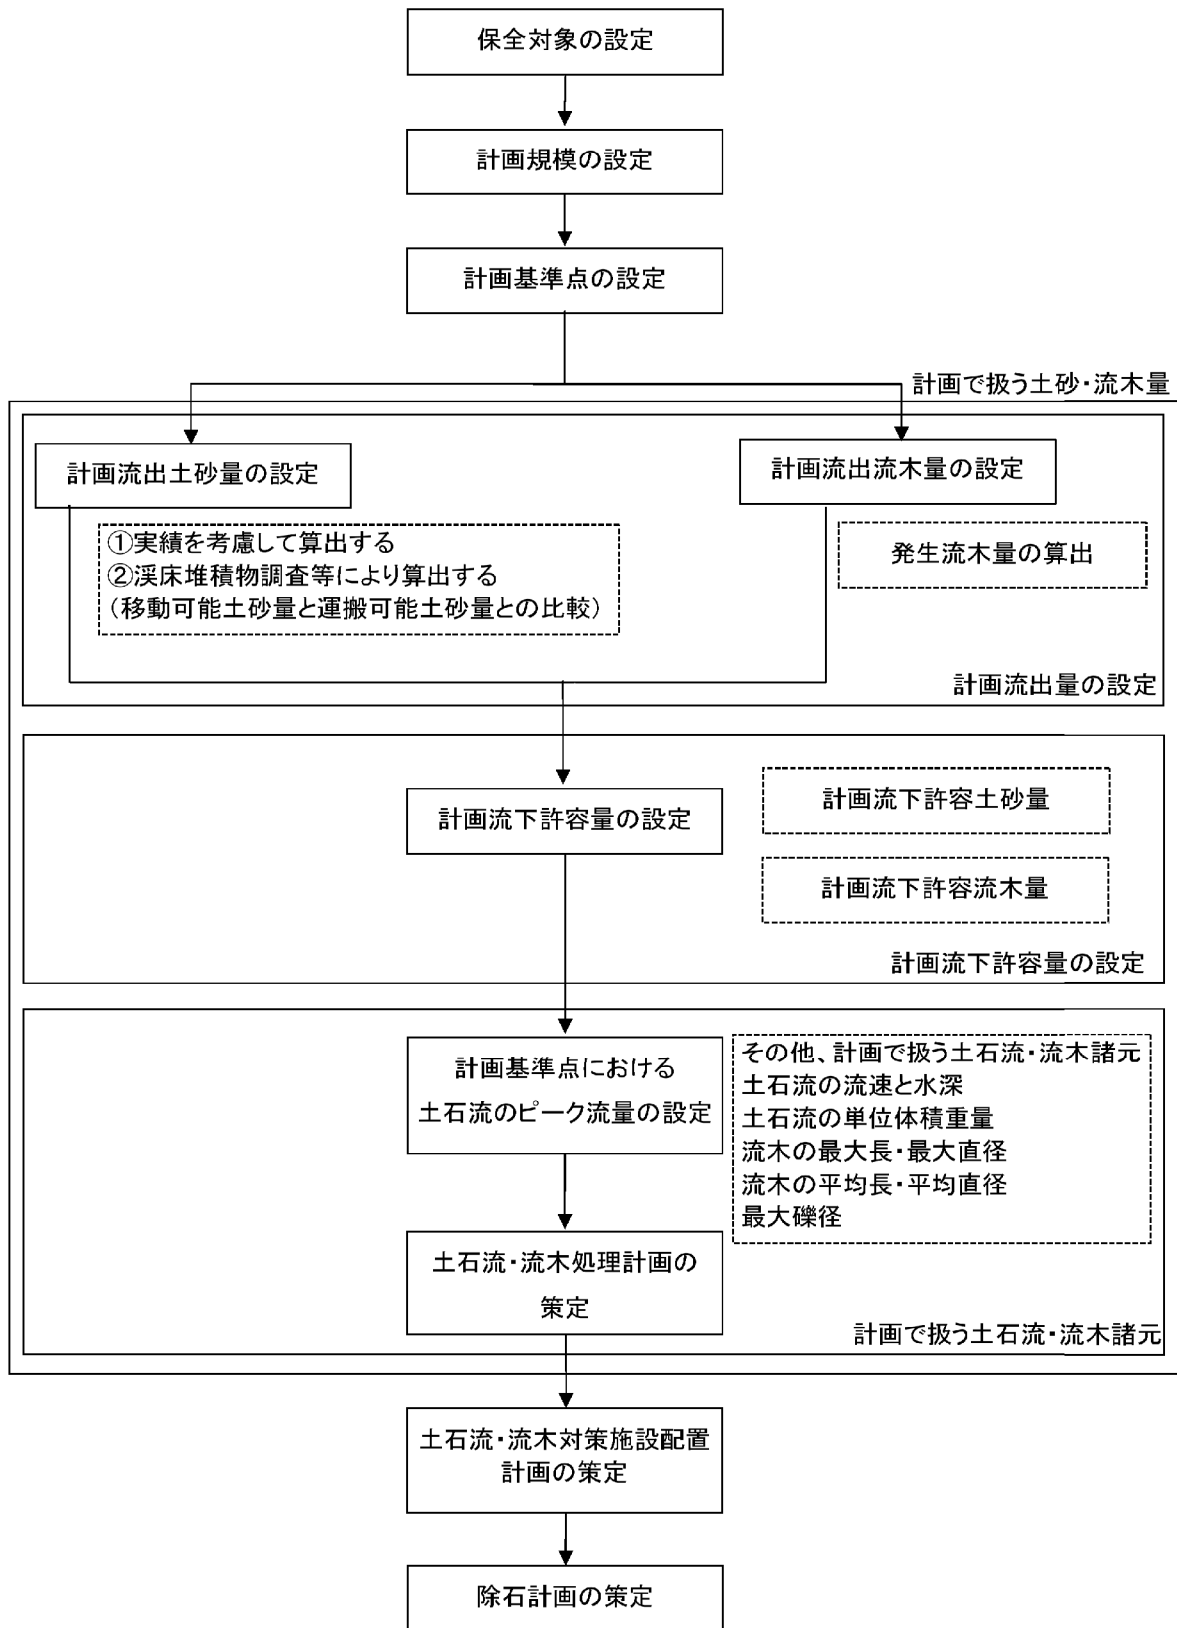 保全対象の設定
計画規模の設定
計画基準点の設定
計画で扱う土砂・流木量
計画流出土砂量の設定
計画流出流木量の設定
①実績を考慮して算出する
②渓床堆積物調査等により算出する
（移動可能土砂量と運搬可能土砂量との比較）
発生流木量の算出
計画流出量の設定
計画流下許容量の設定
計画流下許容土砂量
計画流下許容流木量
計画流下許容量の設定
計画基準点における
土石流のピーク流量の設定
その他、計画で扱う土石流・流木諸元
土石流の流速と水深
土石流の単位体積重量
流木の最大長・最大直径
流木の平均長・平均直径
最大礫径
土石流・流木処理計画の
策定
計画で扱う土石流・流木諸元
土石流・流木対策施設配置
計画の策定
除石計画の策定